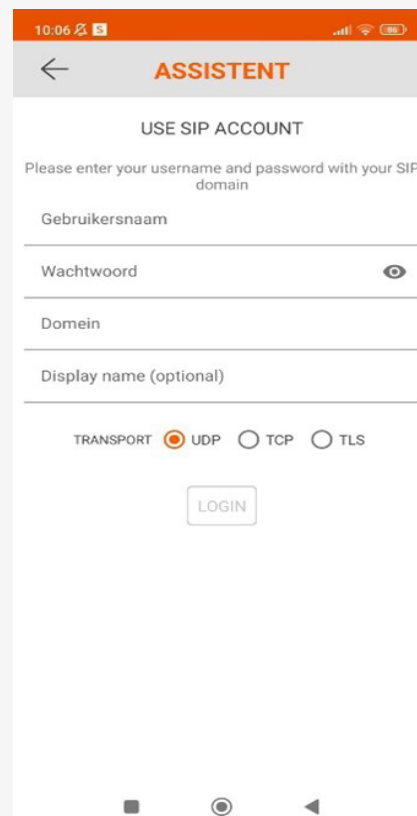 10:06 S 86
ASSISTENT
USE SIP ACCOUNT
Please enter your username and password with your SIP
domain
Gebruikersnaam
Wachtwoord
Domein
Display name (optional)
TRANSPORT UDP TCP TLS
LOGIN